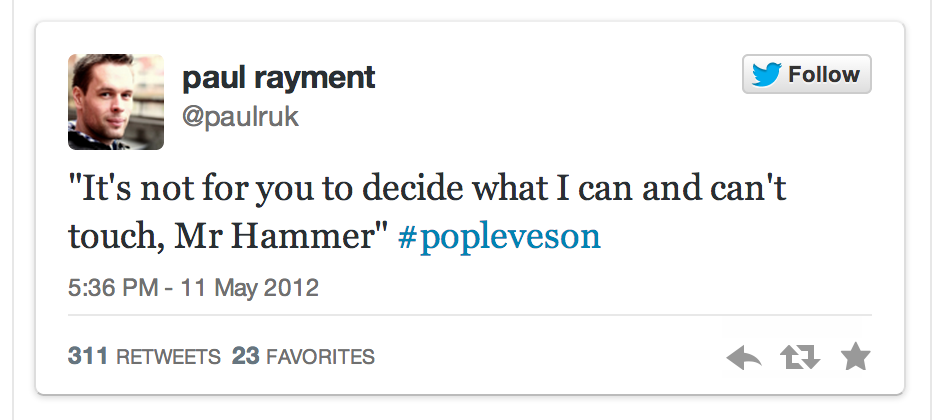 paul rayment
Follow
@paulruk
"It's not for you to decide what I can and can't
touch, Mr Hammer" #popleveson
5:36 PM - 11 May 2012
311 RETWEETS 23 FAVORITES